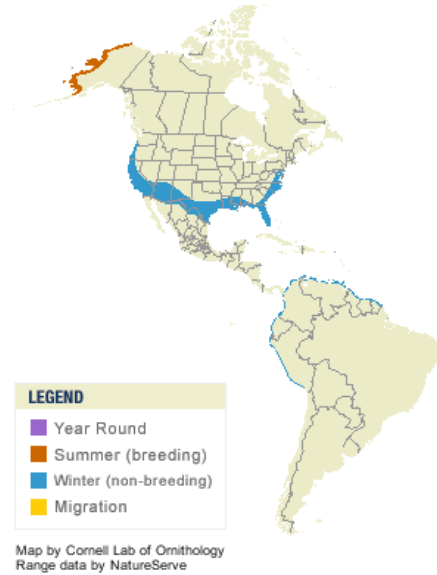 LEGEND
Year Round
Summer (breeding)
Winter (non-breeding)
Migration
Map by Cornell Lab of Ornithology
Range data by NatureServe